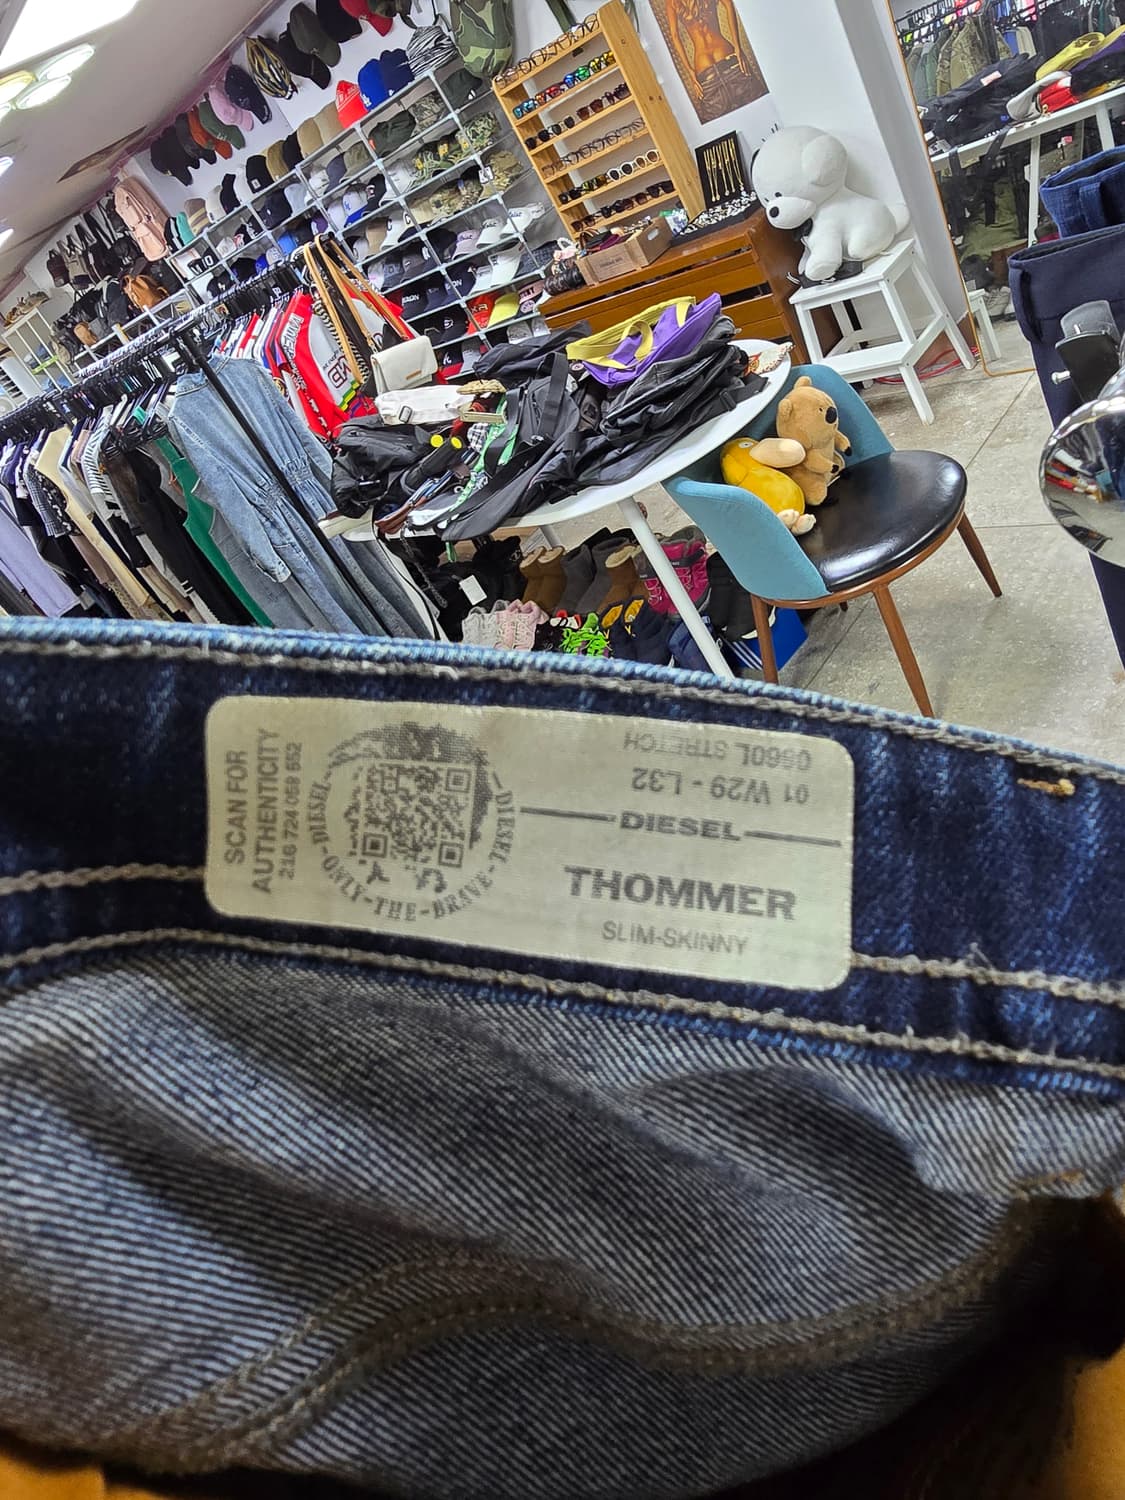 SCAN FOR
AUTHENTICITY
216 724 059 552
DIESEL
DIESEL
-ONLY-THE-BRAVE-
0560L STRETCH
01 W29 - L32
DIESEL
THOMMER
SLIM-SKINNY